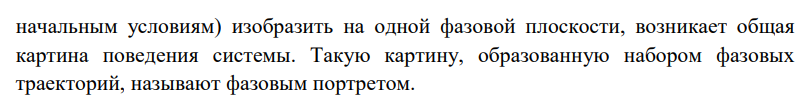 начальным условиям) изобразить на одной фазовой плоскости, возникает общая
картина поведения системы. Такую картину, образованную набором фазовых
траекторий, называют фазовым портретом.